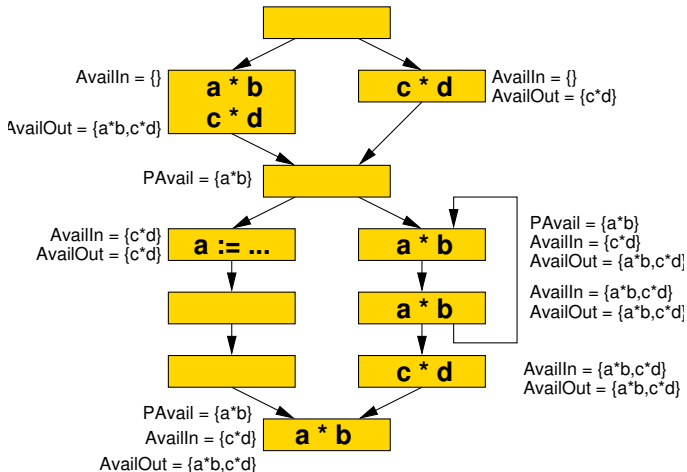 AvailIn = {}
a * b
c * d
AvailOut = {a*b,c*d}
c * d
AvailIn = {}
AvailOut = {c*d}
PAvail = {a*b}
AvailIn = {c*d}
AvailOut = {c*d}
a := ...
a * b
PAvail = {a*b}
AvailIn = {c*d}
AvailOut = {a*b,c*d}
a * b
AvailIn = {a*b,c*d}
AvailOut = {a*b,c*d}
c * d
AvailIn = {a*b,c*d}
AvailOut = {a*b,c*d}
PAvail = {a*b}
AvailIn = {c*d}
AvailOut = {a*b,c*d}
a * b